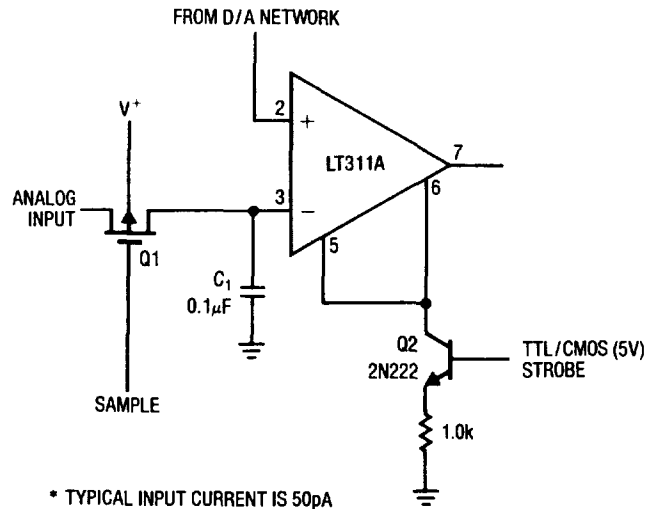 FROM D/A NETWORK
V+
2
+
LT311A
7
6
ANALOG
INPUT
3
−
5
Q1
C1
0.1µF
Q2
2N222
TTL/CMOS (5V)
STROBE
SAMPLE
1.0k
* TYPICAL INPUT CURRENT IS 50pA